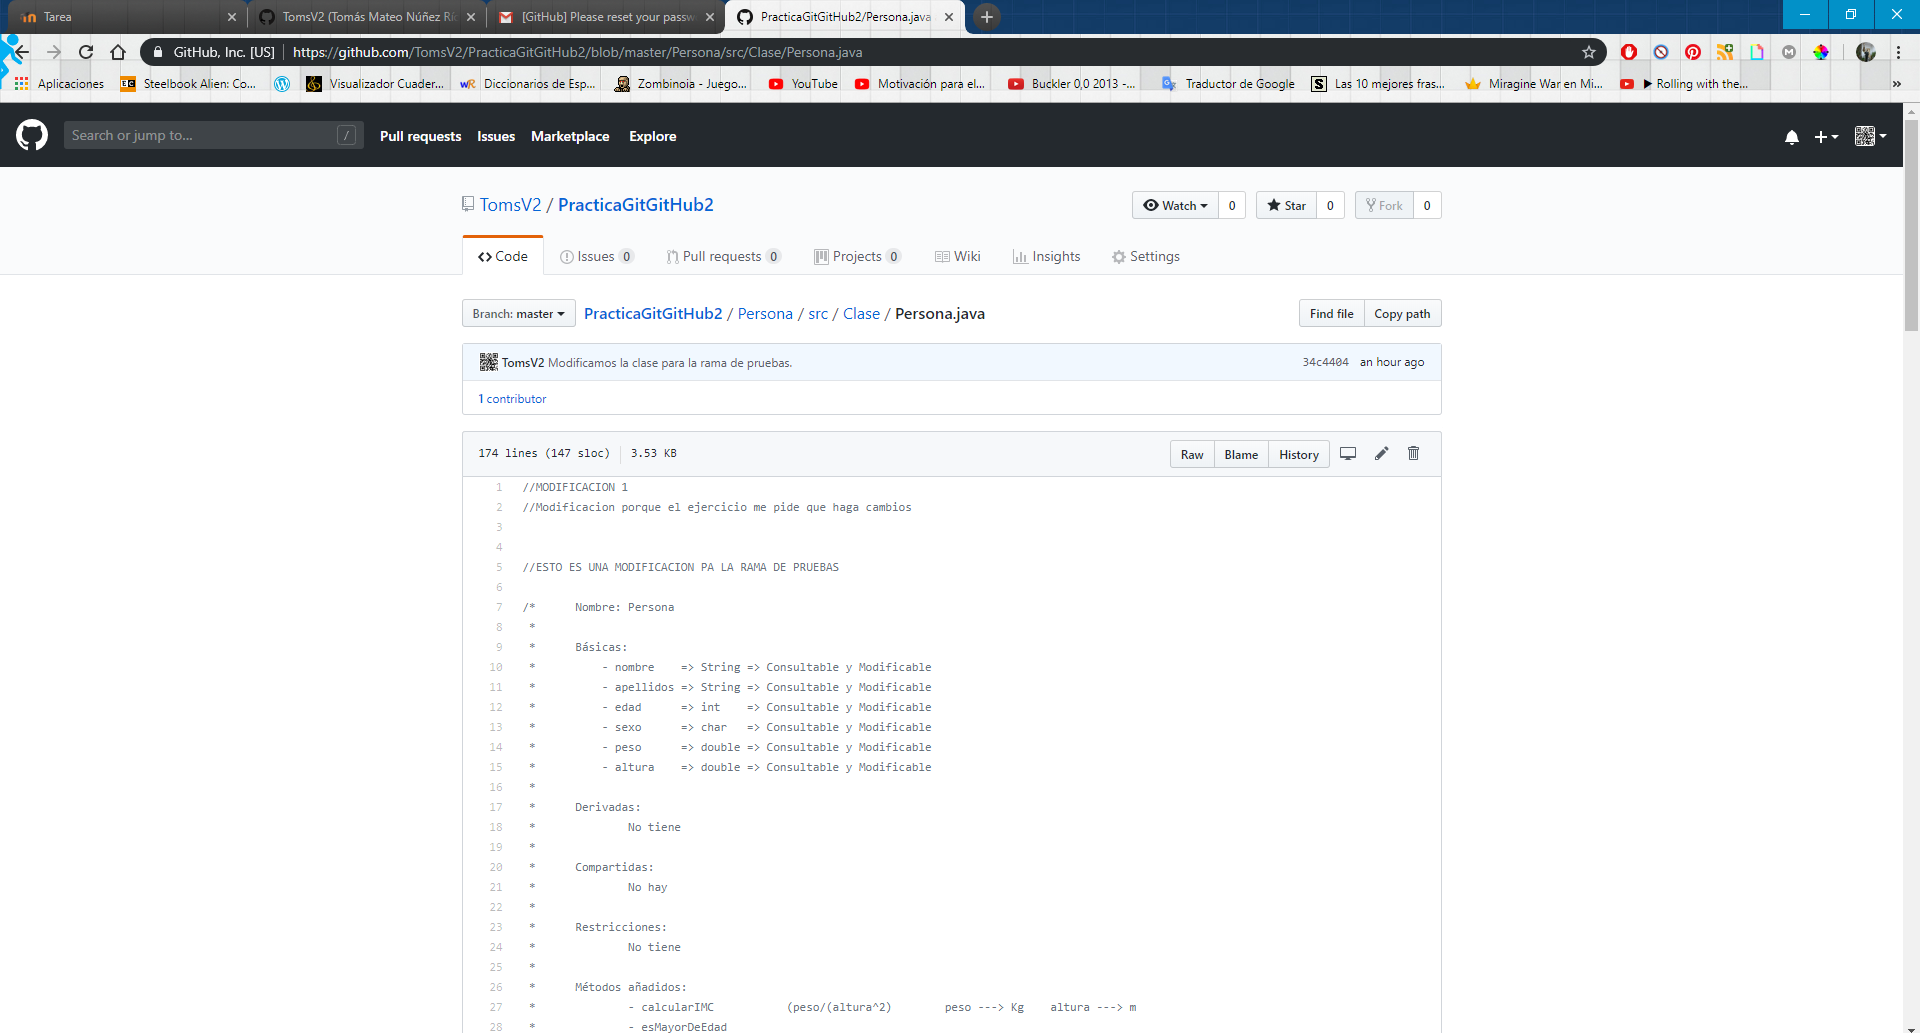 Tarea
TomsV2 (Tomás Mateo Núñez Ríc
[GitHub] Please reset your passw
PracticaGitGitHub2/Persona.java
GitHub, Inc. [US] https://github.com/TomsV2/PracticaGitGitHub2/blob/master/Persona/src/Clase/Persona.java
Aplicaciones Steelbook Alien: Co... Visualizador Cuader... wR Diccionarios de Esp... Zombinoia - Juego... YouTube Motivación para el... Buckler 0,0 2013 -... Traductor de Google S Las 10 mejores fras... Miragine War en Mi... ▶ Rolling with the... »
Search or jump to... / Pull requests Issues Marketplace Explore
TomsV2 / PracticaGitGitHub2 Watch 0 Star 0 Fork 0
Code Issues 0 Pull requests 0 Projects 0 Wiki Insights Settings
Branch: master PracticaGitGitHub2 / Persona / src / Clase / Persona.java Find file Copy path
TomsV2 Modificamos la clase para la rama de pruebas. 34c4404 an hour ago
1 contributor
174 lines (147 sloc) 3.53 KB Raw Blame History
1 //MODIFICACION 1
2 //Modificacion porque el ejercicio me pide que haga cambios
3
4
5 //ESTO ES UNA MODIFICACION PA LA RAMA DE PRUEBAS
6
7 /* Nombre: Persona
8 *
9 * Básicas:
10 * - nombre => String => Consultable y Modificable
11 * - apellidos => String => Consultable y Modificable
12 * - edad => int => Consultable y Modificable
13 * - sexo => char => Consultable y Modificable
14 * - peso => double => Consultable y Modificable
15 * - altura => double => Consultable y Modificable
16 *
17 * Derivadas:
18 * No tiene
19 *
20 * Compartidas:
21 * No hay
22 *
23 * Restricciones:
24 * No tiene
25 *
26 * Métodos añadidos:
27 * - calcularIMC (peso/(altura^2) peso ---> Kg altura ---> m
28 * - esMayorDeEdad